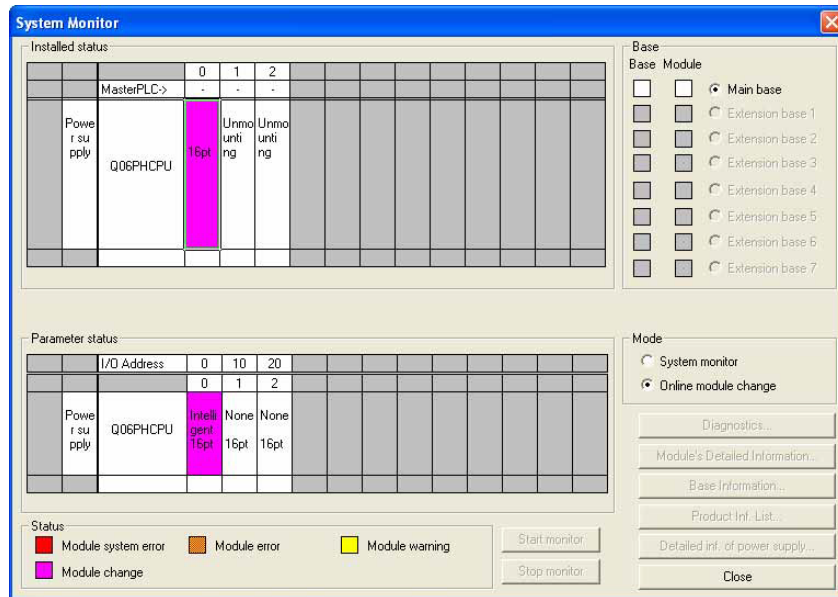 System Monitor
Installed status
0 1 2
MasterPLC-> - - -
Powe
r su
pply
Q06PHCPU
16pt
Unmo
unti
ng
Unmo
unti
ng
Base
Base Module
Main base
Extension base 1
Extension base 2
Extension base 3
Extension base 4
Extension base 5
Extension base 6
Extension base 7
Parameter status
I/O Address 0 10 20
0 1 2
Powe
r su
pply
Q06PHCPU
Intelli
gent
16pt
None
16pt
None
16pt
Mode
System monitor
Online module change
Diagnostics...
Module's Detailed Information...
Base Information...
Product Inf. List...
Detailed inf. of power supply...
Close
Status
Module system error Module error Module warning
Module change
Start monitor
Stop monitor